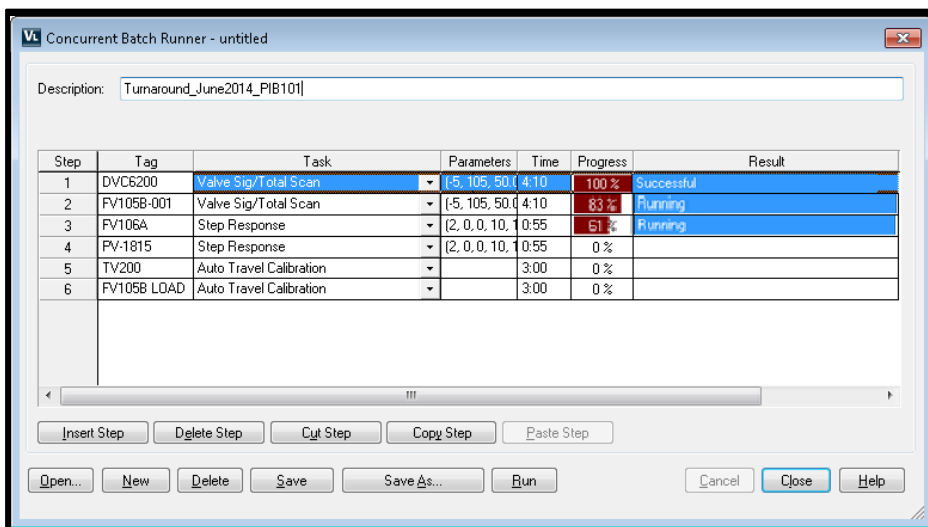 VL Concurrent Batch Runner - untitled
Description: Turnaround_June2014_PIB101
Step Tag Task Parameters Time Progress Result
1 DVC6200 Valve Sig/Total Scan (-5, 105, 50.0 4:10 100 % Successful
2 FV105B-001 Valve Sig/Total Scan (-5, 105, 50.0 4:10 83 % Running
3 FV106A Step Response (2, 0, 0, 10, 1 0:55 61 % Running
4 PV-1815 Step Response (2, 0, 0, 10, 1 0:55 0 %
5 TV200 Auto Travel Calibration 3:00 0 %
6 FV105B LOAD Auto Travel Calibration 3:00 0 %
Insert Step Delete Step Cut Step Copy Step Paste Step
Open... New Delete Save Save As... Run Cancel Close Help